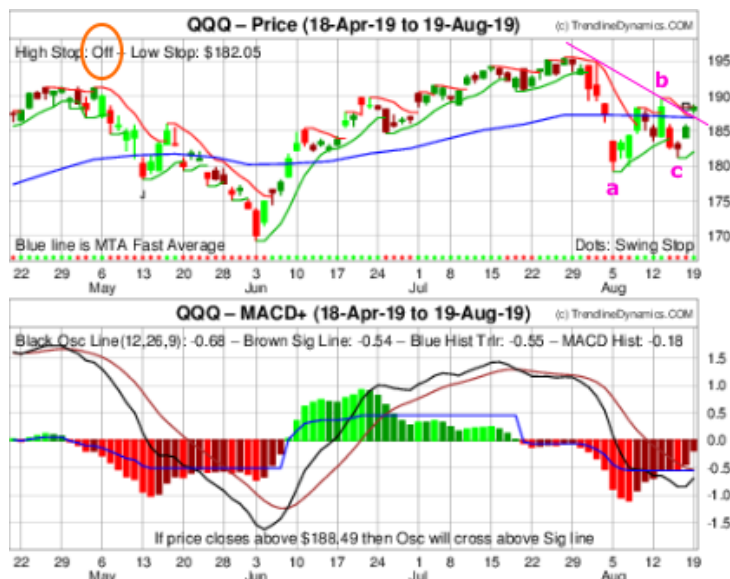 QQQ – Price (18-Apr-19 to 19-Aug-19) (c) TrendlineDynamics.COM
High Stop: Off – Low Stop: $182.05
195
b
190
185
180
a
c
J
175
170
Blue line is MTA Fast Average Dots: Swing Stop
22 29 6 13 20 28 3 10 17 24 1 8 15 22 29 5 12 19
May Jun Jul Aug
QQQ – MACD+ (18-Apr-19 to 19-Aug-19) (c) TrendlineDynamics.COM
Black Osc Line(12,26,9): -0.68 – Brown Sig Line: -0.54 – Blue Hist Trlr: -0.55 – MACD Hist: -0.18
1.5
1.0
0.5
0.0
-0.5
-1.0
-1.5
If price closes above $188.49 then Osc will cross above Sig line
22 29 6 13 20 28 3 10 17 24 1 8 15 22 29 5 12 19
May Jun Jul Aug